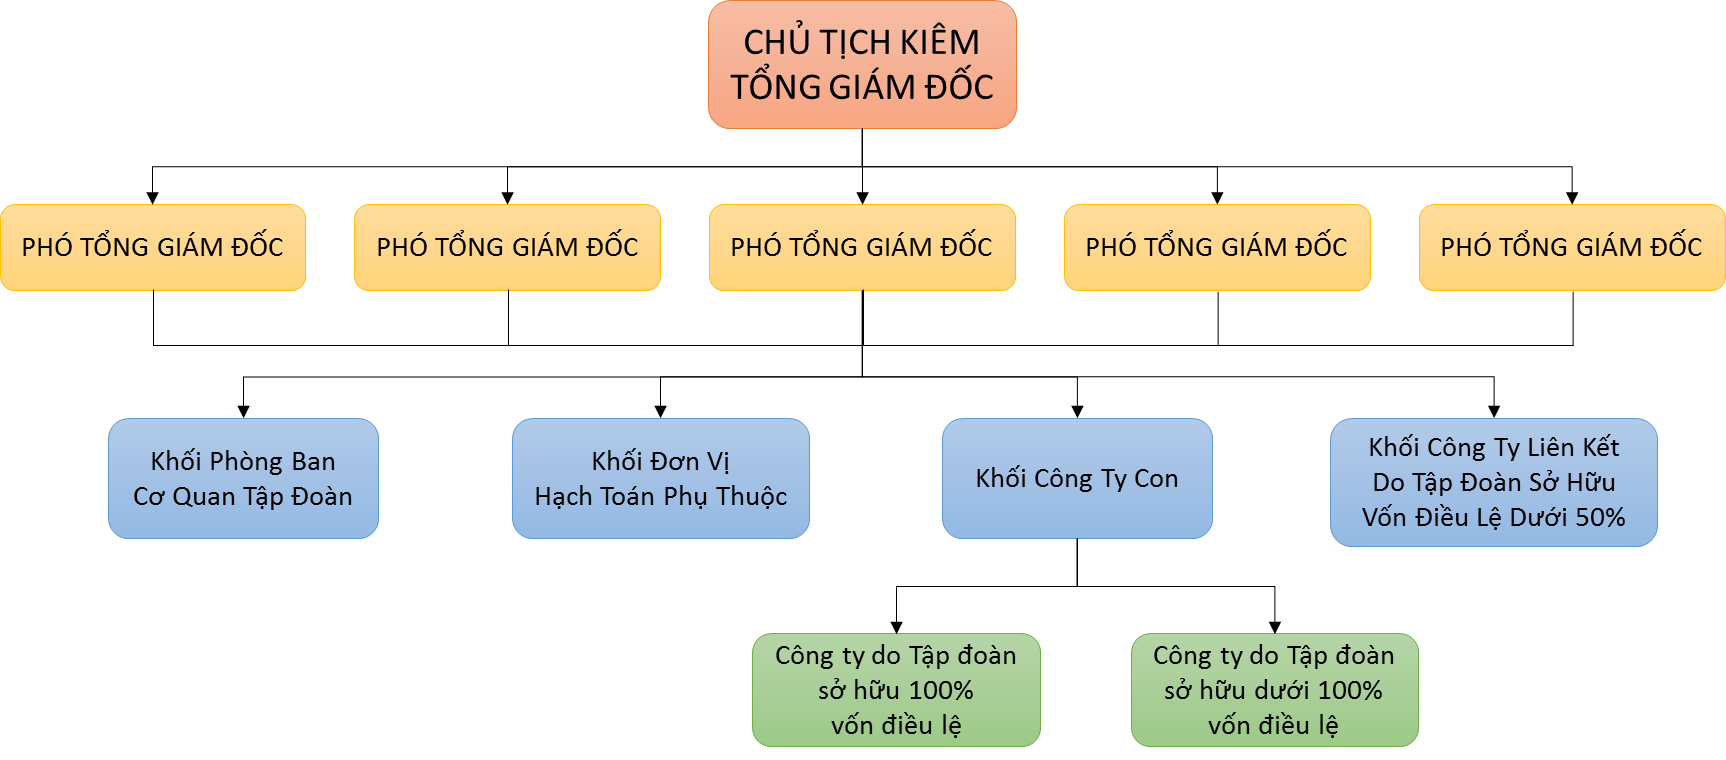 CHỦ TỊCH KIÊM
TỔNG GIÁM ĐỐC
PHÓ TỔNG GIÁM ĐỐC
PHÓ TỔNG GIÁM ĐỐC
PHÓ TỔNG GIÁM ĐỐC
PHÓ TỔNG GIÁM ĐỐC
PHÓ TỔNG GIÁM ĐỐC
Khối Phòng Ban
Cơ Quan Tập Đoàn
Khối Đơn Vị
Hạch Toán Phụ Thuộc
Khối Công Ty Con
Khối Công Ty Liên Kết
Do Tập Đoàn Sở Hữu
Vốn Điều Lệ Dưới 50%
Công ty do Tập đoàn
sở hữu 100%
vốn điều lệ
Công ty do Tập đoàn
sở hữu dưới 100%
vốn điều lệ